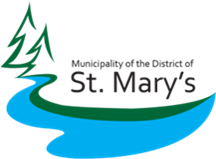 Municipality of the District of
St. Mary's